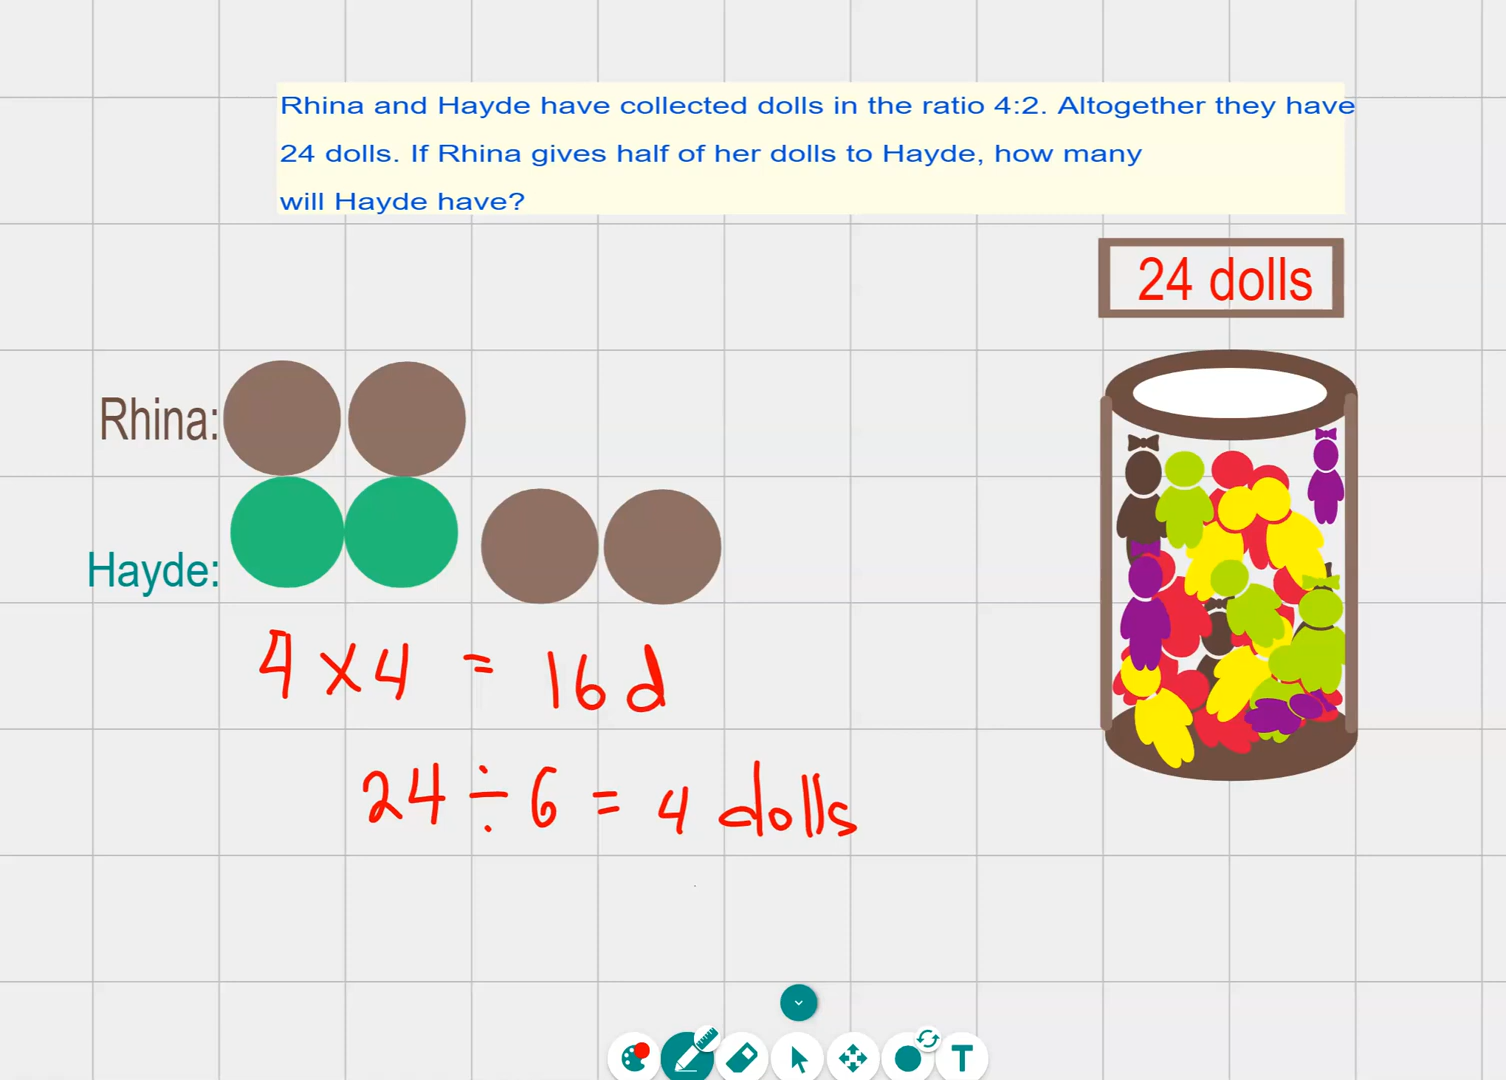 Rhina and Hayde have collected dolls in the ratio 4:2. Altogether they have
24 dolls. If Rhina gives half of her dolls to Hayde, how many
will Hayde have?
24 dolls
Rhina:
Hayde:
4 × 4 = 16 d
24 ÷ 6 = 4 dolls
T